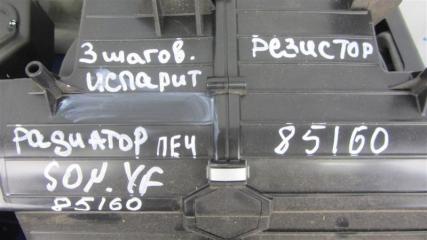 3 шагов.
испарит
резистор
радиатор печ
85160
SON.YF
85160